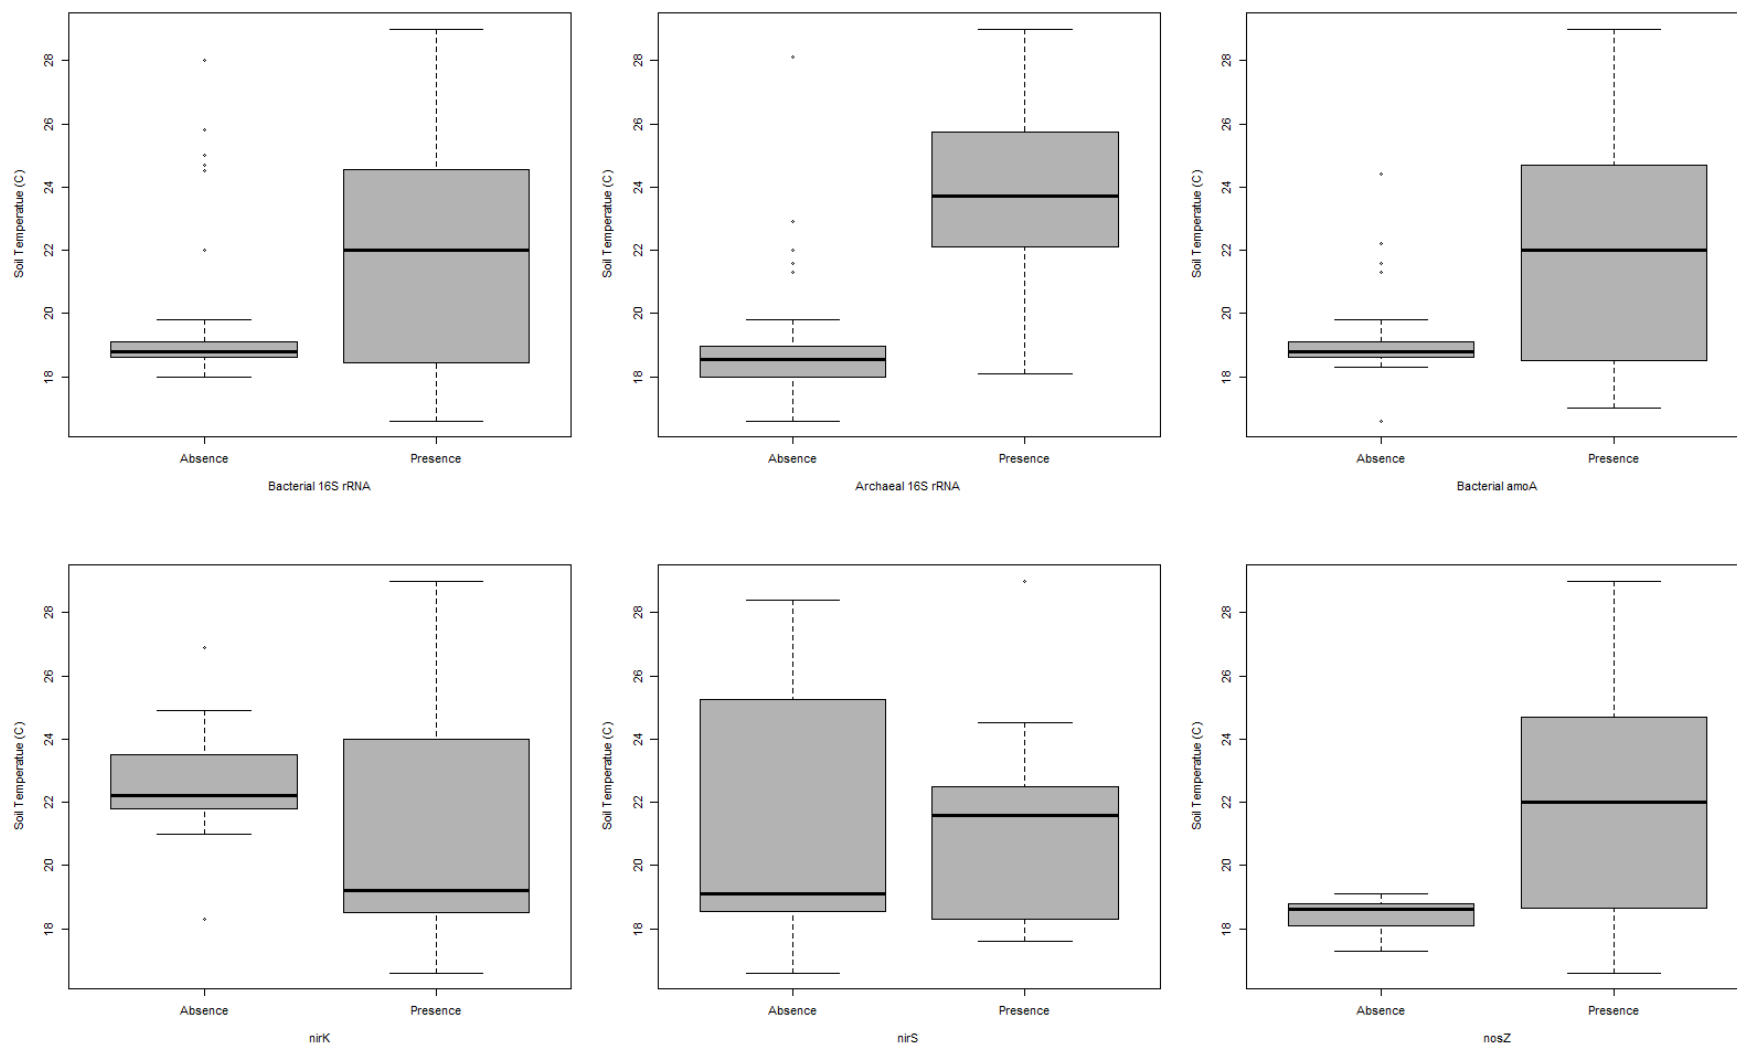 Soil Temperatue (C)
28
26
24
22
20
18
Absence
Presence
Bacterial 16S rRNA
Soil Temperatue (C)
28
26
24
22
20
18
Absence
Presence
Archaeal 16S rRNA
Soil Temperatue (C)
28
26
24
22
20
18
Absence
Presence
Bacterial amoA
Soil Temperatue (C)
28
26
24
22
20
18
Absence
Presence
nirK
Soil Temperatue (C)
28
26
24
22
20
18
Absence
Presence
nirS
Soil Temperatue (C)
28
26
24
22
20
18
Absence
Presence
nosZ